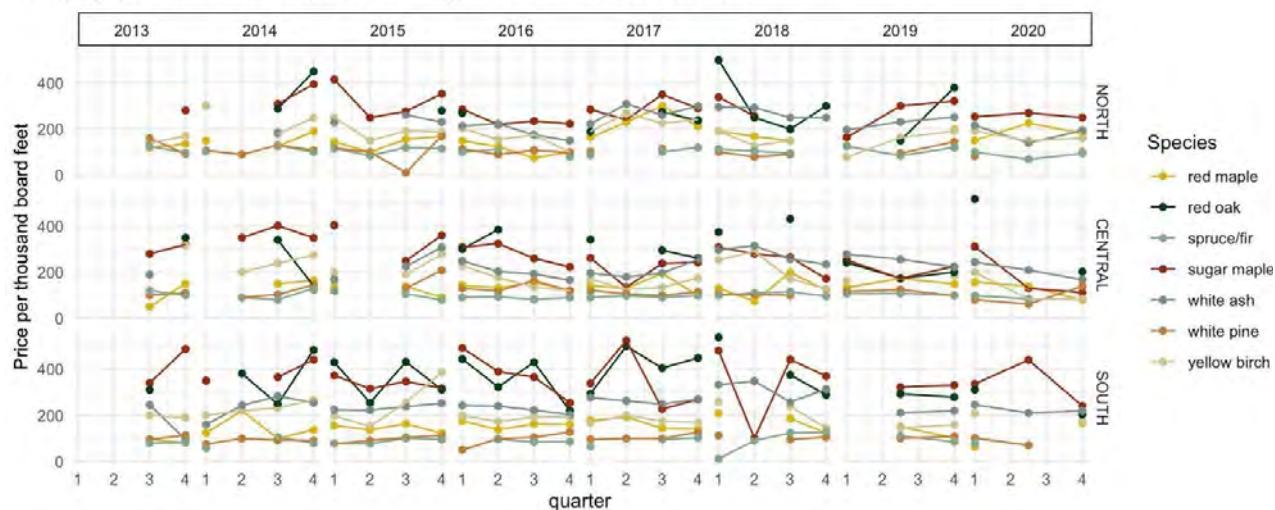 2013 2014 2015 2016 2017 2018 2019 2020
Price per thousand board feet
400
200
0
NORTH
400
200
0
CENTRAL
400
200
0
SOUTH
1 2 3 4 1 2 3 4 1 2 3 4 1 2 3 4 1 2 3 4 1 2 3 4 1 2 3 4 1 2 3 4
quarter
Species
red maple
red oak
spruce/fir
sugar maple
white ash
white pine
yellow birch